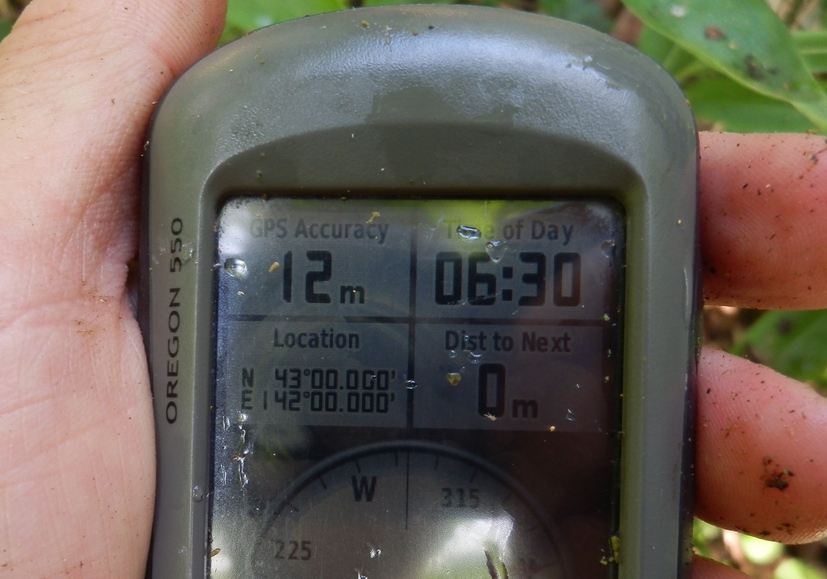 OREGON 550
GPS Accuracy
12m
Time of Day
06:30
Location
N 43°00.000'
E 142°00.000'
Dist to Next
0m
W
315
225